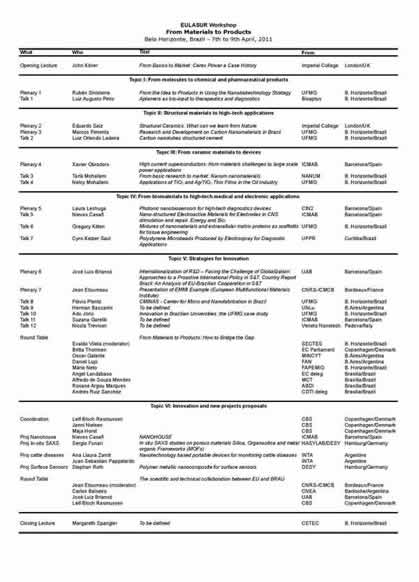 EULASUR Workshop
From Materials to Products
Belo Horizonte, Brazil – 7th to 9th April, 2011
What Who Titel From
Opening Lecture John Kilner From Basics to Market: Ceres Power a Case History Imperial College London/UK
Topic I: From molecules to chemical and pharmaceutical products
Plenary 1 Rubén Sinisterra From the Idea to Products in Using the Nanobiotechnology Strategy UFMG B. Horizonte/Brazil
Talk 1 Luiz Augusto Pinto Aptamers as bio-input to therapeutics and diagnostics Bioaptus B. Horizonte/Brazil
Topic II: Structural materials to high-tech applications
Plenary 2 Eduardo Saiz Structural Ceramics: What can we learn from Nature Imperial College London/UK
Plenary 3 Marcos Pimenta Research and Development on Carbon Nanomaterials in Brazil UFMG B. Horizonte/Brazil
Talk 2 Luiz Orlando Ladeira Carbon nanotubes structured cement UFMG B. Horizonte/Brazil
Topic III: From ceramic materials to devices
Plenary 4 Xavier Obradors High current superconductors: from materials challenges to large scale power applications ICMAB Barcelona/Spain
Talk 3 Tarik Mohallem From basic research to market: Nanum nanomaterials NANUM B. Horizonte/Brazil
Talk 4 Nelcy Mohallem Applications of TiO2 and Ag/TiO2 Thin Films in the Oil Industry UFMG B. Horizonte/Brazil
Topic IV: From biomaterials to high-tech medical and electronic applications
Plenary 5 Laura Lechuga Photonic nanobiosensors for high-tech diagnostics devices CIN2 Barcelona/Spain
Talk 5 Nieves Casañ Nano-structured Electroactive Materials for Electrodes in CNS stimulation and repair. Energy and Bio ICMAB Barcelona/Spain
Talk 6 Gregory Kitten Mixtures of nanomaterials and extracellular matrix proteins as scaffolds for tissue engineering UFMG B. Horizonte/Brazil
Talk 7 Cyro Ketzer Saul Polystyrene Microbeads Produced by Electrospray for Diagnostic Applications UFPR Curitiba/Brazil
Topic V: Strategies for Innovation
Plenary 6 José Luis Briansó Internationalization of R&D – Facing the Challenge of Global Approaches to a Proactive International Policy in S&T. Country Report Brazil: An Analysis of EU-Brazilian Cooperation in S&T UAB Barcelona/Spain
Plenary 7 Jean Etourneau Presentation of EMMI Example (European Multifunctional Materials Institute) CNRS-ICMCB Bordeaux/France
Talk 8 Flávio Plentz CMINAS – Center for Micro and Nanofabrication in Brazil UFMG B. Horizonte/Brazil
Talk 9 Hernan Bacarini To be defined UNLu B.Aires/Argentina
Talk 10 Ado Jorio Innovation in Brazilian Universities: the UFMG case study UFMG B. Horizonte/Brazil
Talk 11 Suzana Garelli To be defined ICMAB Barcelona/Spain
Talk 12 Nicola Trevisan To be defined Veneto Nanotech Padova/Italy
Round Table From Materials to Products: How to Bridge the Gap
Evaldo Vilela (moderator) SECTES B. Horizonte/Brazil
Britta Thomsen EC Parliament Copenhagen/Denmark
Oscar Galante MINCYT B.Aires/Argentina
Daniel Lupi FAN B.Aires/Argentina
Mário Neto FAPEMIG B. Horizonte/Brazil
Angel Landabaso EC deleg Brasilia/Brazil
Alfredo de Souza Mendes MCT Brasilia/Brazil
Rosane Argou Marques ABDI Brasilia/Brazil
Andrés Ruiz Sanchez CDTI deleg Brasilia/Brazil
Topic VI: Innovation and new projects proposals
Coordination Leif Bloch Rasmussen CBS Copenhagen/Denmark
Janni Nielsen CBS Copenhagen/Denmark
Maja Horst CBS Copenhagen/Denmark
Proj Nanohouse Nieves Casañ NANOHOUSE ICMAB Barcelona/Spain
Proj In-situ SAXS Sergio Funari In situ SAXS studies on porous materials Silica, Organosilica and metal organic Frameworks (MOFs) HASYLAB/DESY Hamburg/Germany
Proj cattle diseases Ana Lliaya Zamit Nanotechnology based portable devices for monitoring cattle diseases INTA Argentine
Juan Sebastian Pappalardo INTA Argentine
Proj Surface Sensors Stephan Roth Polymer metallic nanocomposite for surface sensors DESY Hamburg/Germany
Round Table The scientific and technical collaboration between EU and BRAU
Jean Etourneau (moderator) CNRS-ICMCB Bordeaux/France
Carlos Balseiro CNEA Bariloche/Argentina
José Luis Briansó UAB Barcelona/Spain
Leif Bloch Rasmussen CBS Copenhagen/Denmark
Closing Lecture Margareth Spangler To be defined CETEC B. Horizonte/Brazil